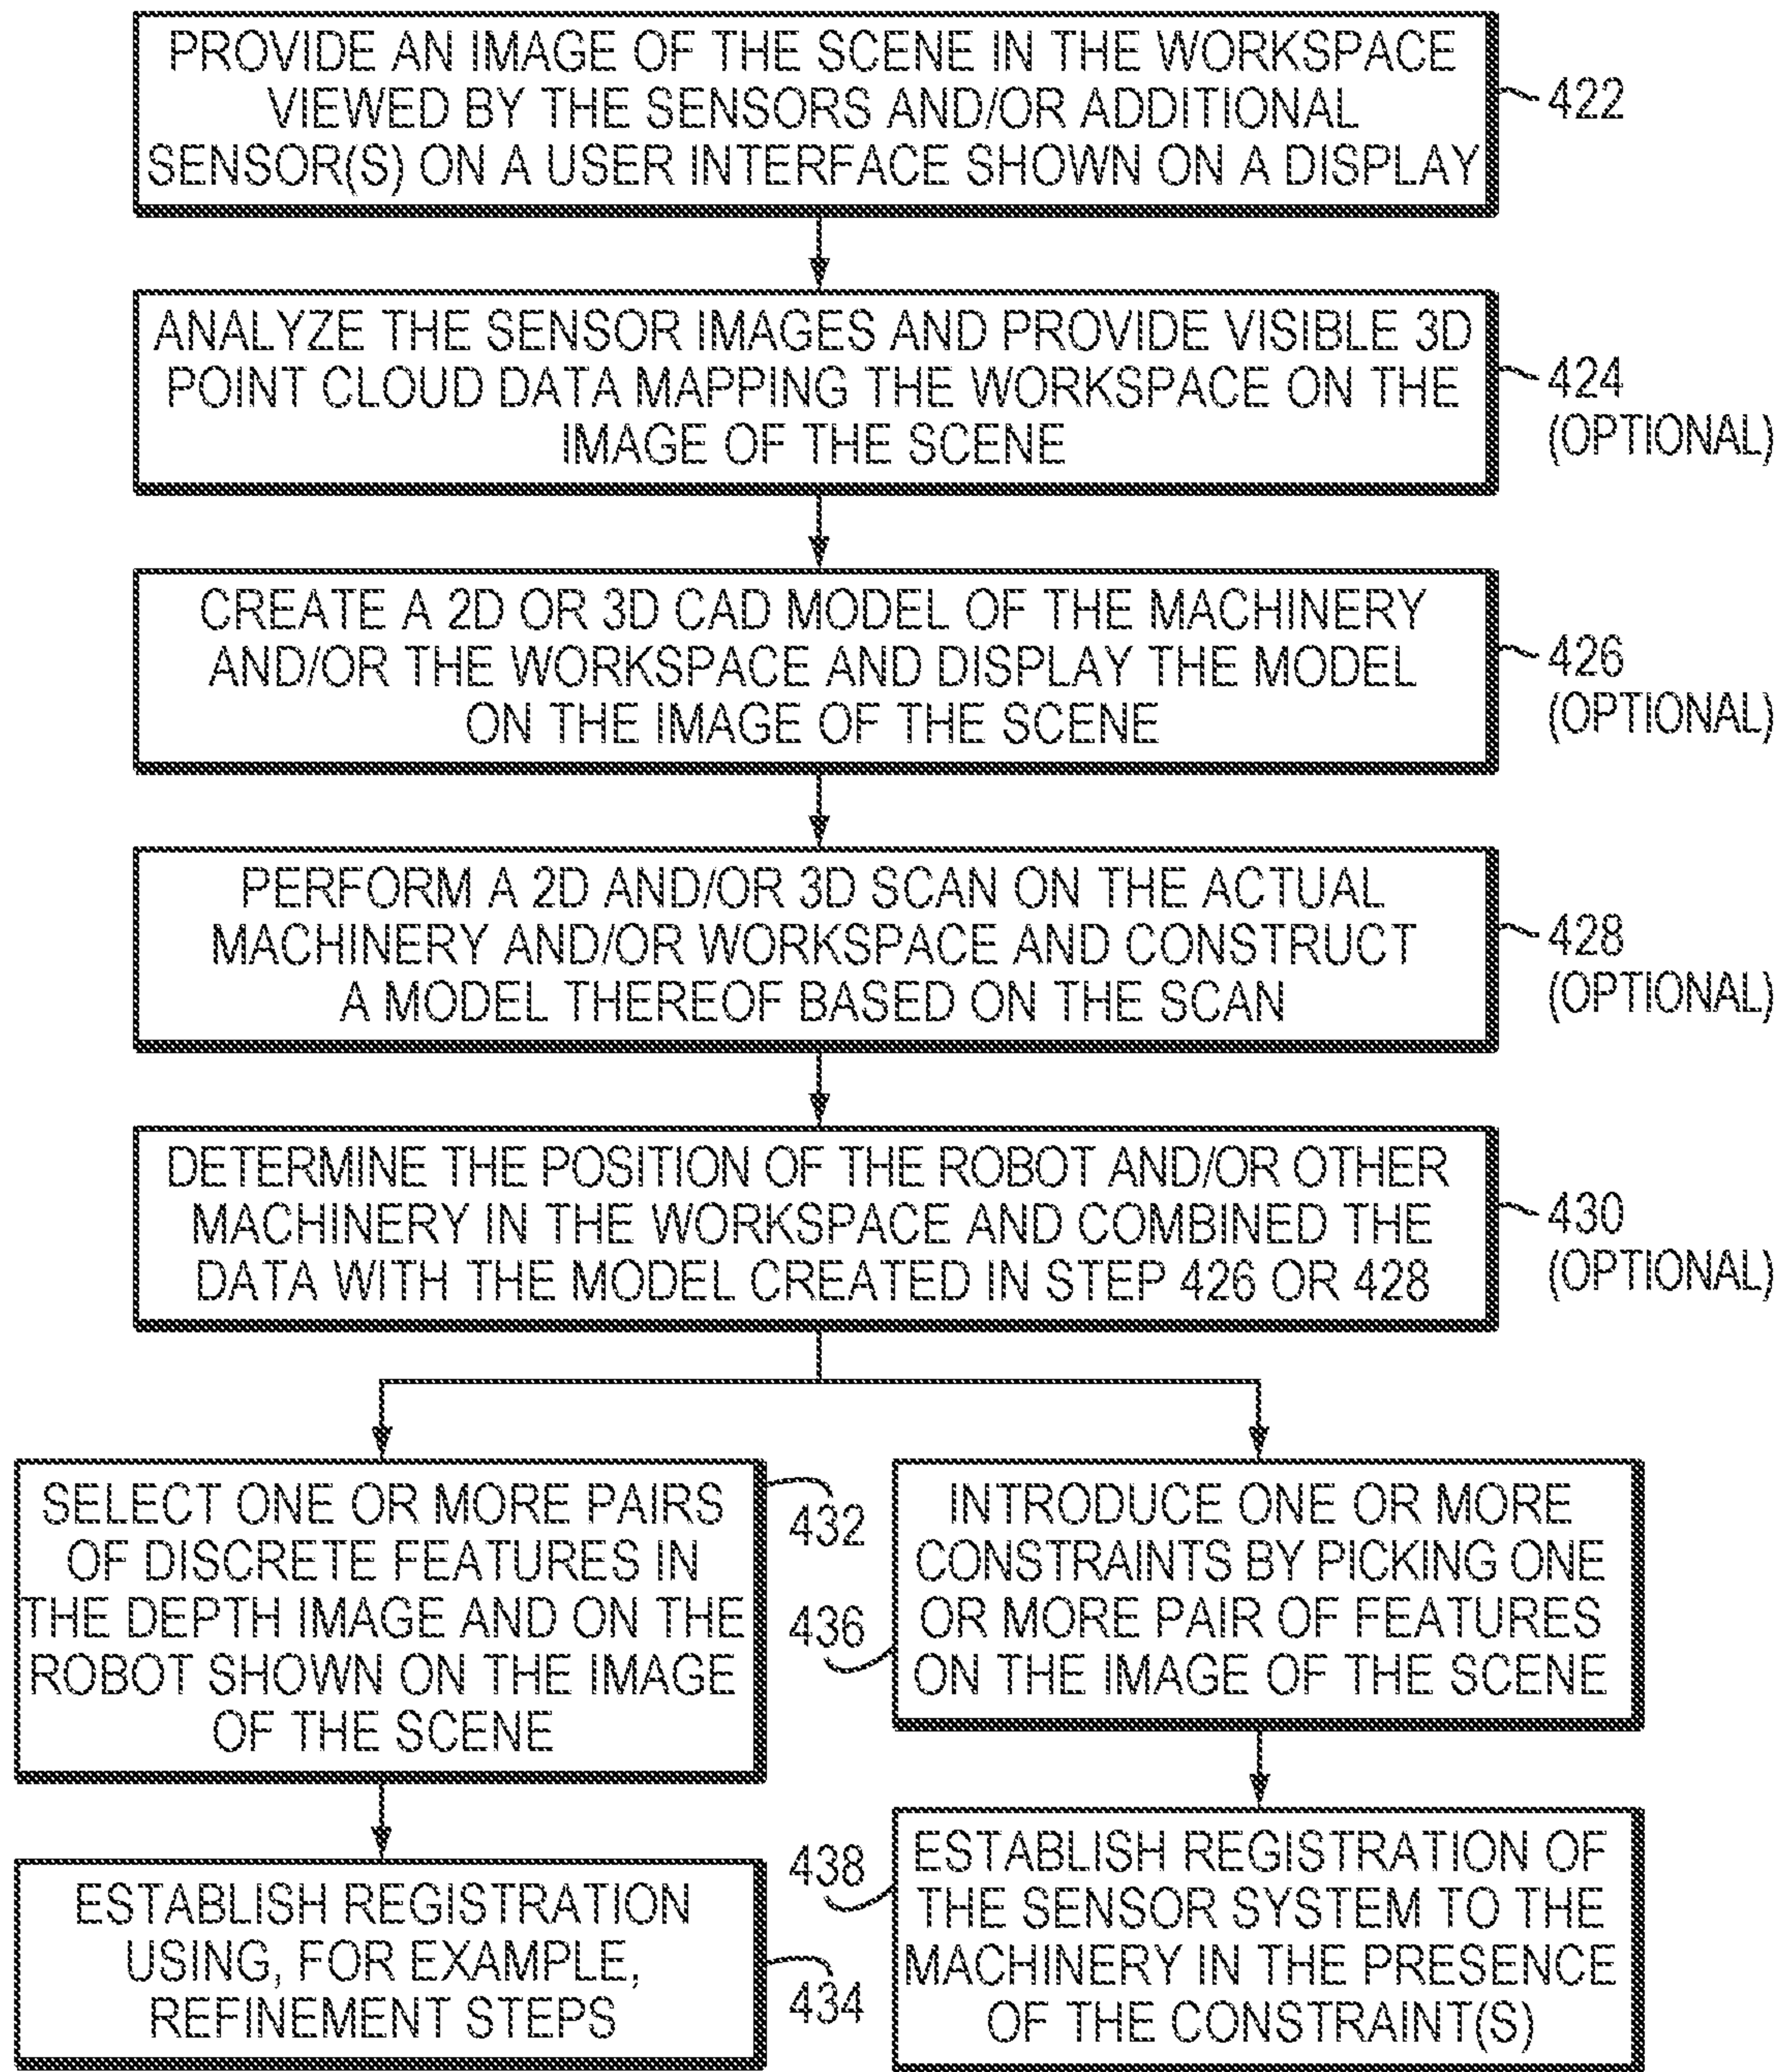 PROVIDE AN IMAGE OF THE SCENE IN THE WORKSPACE
VIEWED BY THE SENSORS AND/OR ADDITIONAL
SENSOR(S) ON A USER INTERFACE SHOWN ON A DISPLAY
422
ANALYZE THE SENSOR IMAGES AND PROVIDE VISIBLE 3D
POINT CLOUD DATA MAPPING THE WORKSPACE ON THE
IMAGE OF THE SCENE
424
(OPTIONAL)
CREATE A 2D OR 3D CAD MODEL OF THE MACHINERY
AND/OR THE WORKSPACE AND DISPLAY THE MODEL
ON THE IMAGE OF THE SCENE
426
(OPTIONAL)
PERFORM A 2D AND/OR 3D SCAN ON THE ACTUAL
MACHINERY AND/OR WORKSPACE AND CONSTRUCT
A MODEL THEREOF BASED ON THE SCAN
428
(OPTIONAL)
DETERMINE THE POSITION OF THE ROBOT AND/OR OTHER
MACHINERY IN THE WORKSPACE AND COMBINED THE
DATA WITH THE MODEL CREATED IN STEP 426 OR 428
430
(OPTIONAL)
SELECT ONE OR MORE PAIRS
OF DISCRETE FEATURES IN
THE DEPTH IMAGE AND ON THE
ROBOT SHOWN ON THE IMAGE
OF THE SCENE
432
ESTABLISH REGISTRATION
USING, FOR EXAMPLE,
REFINEMENT STEPS
434
INTRODUCE ONE OR MORE
CONSTRAINTS BY PICKING ONE
OR MORE PAIR OF FEATURES
ON THE IMAGE OF THE SCENE
436
ESTABLISH REGISTRATION OF
THE SENSOR SYSTEM TO THE
MACHINERY IN THE PRESENCE
OF THE CONSTRAINT(S)
438